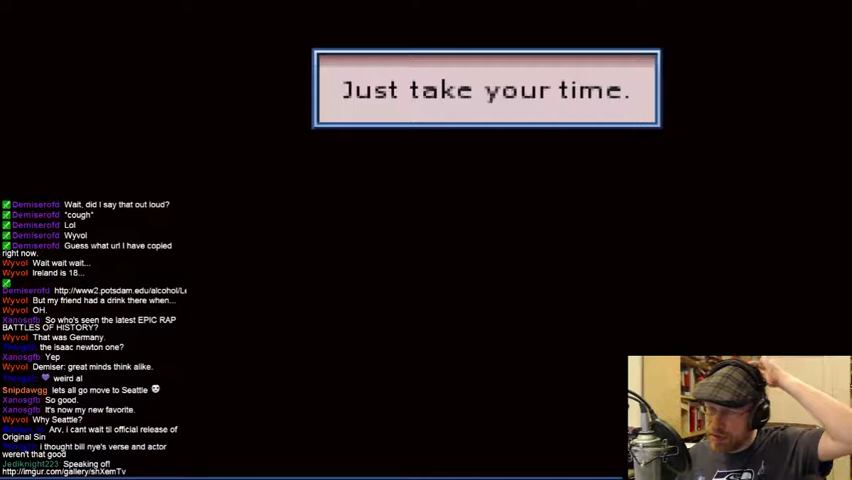 Just take your time.
Demiserofd Wait, did I say that out loud?
Demiserofd *cough*
Demiserofd Lol
Demiserofd Wyvol
Demiserofd Guess what url I have copied
right now.
Wyvol Wait wait wait...
Wyvol Ireland is 18...
Demiserofd http://www2.potsdam.edu/alcohol/Le
Wyvol But my friend had a drink there when...
Wyvol OH.
Xanosgfb So who's seen the latest EPIC RAP
BATTLES OF HISTORY?
Wyvol That was Germany.
the isaac newton one?
Xanosgfb Yep
Wyvol Demiser: great minds think alike.
weird al
Snipdawgg lets all go move to Seattle
Xanosgfb So good.
Xanosgfb It's now my new favorite.
Wyvol Why Seattle?
Arv, i cant wait til official release of
Original Sin
i thought bill nye's verse and actor
weren't that good
Jediknight223 Speaking of!
http://imgur.com/gallery/shXemTv